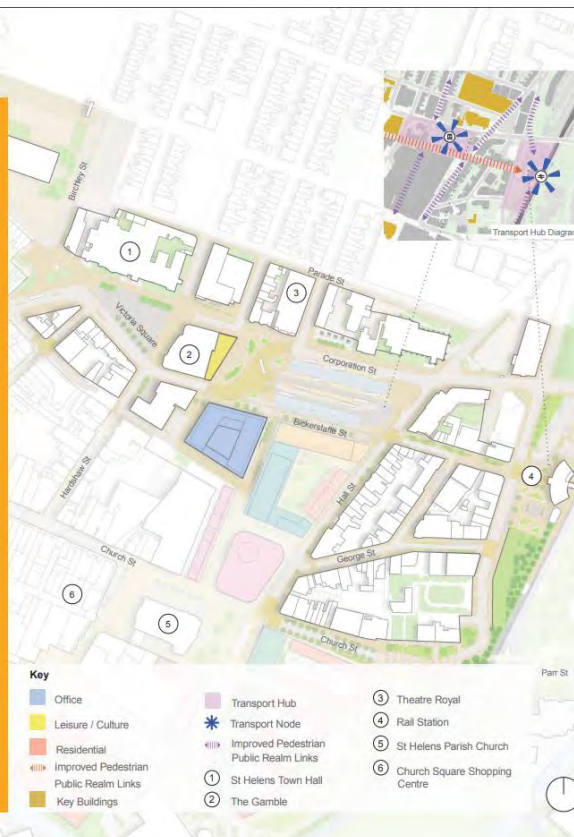 Birchley St
1
Victoria Square
2
3
Parade St
Transport Hub Diagra
Corporation St
Bickerstaffe St
Hardshaw St
Hall St
4
George St
Church St
6
5
Church St
Parr St
Key
Office
Leisure / Culture
Residential
Improved Pedestrian
Public Realm Links
Key Buildings
Transport Hub
Transport Node
Improved Pedestrian
Public Realm Links
1 St Helens Town Hall
2 The Gamble
3 Theatre Royal
4 Rail Station
5 St Helens Parish Church
6 Church Square Shopping
Centre